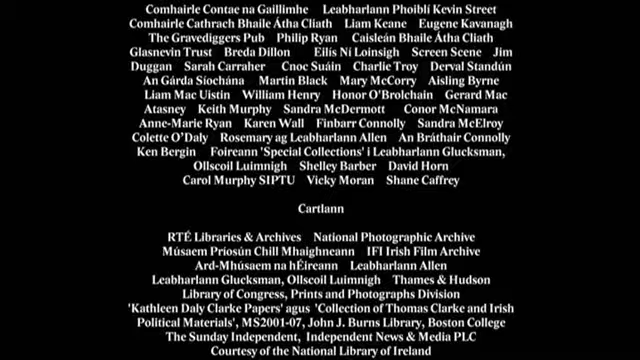 Comhairle Contae na Gaillimhe Leabharlann Phoiblí Kevin Street
Comhairle Cathrach Bhaile Átha Cliath Liam Keane Eugene Kavanagh
The Gravediggers Pub Philip Ryan Caisleán Bhaile Átha Cliath
Glasnevin Trust Breda Dillon Eilís Ní Loinsigh Screen Scene Jim
Duggan Sarah Carraher Cnoc Suáin Charlie Troy Derval Standún
An Gárda Síochána Martin Black Mary McCorry Aisling Byrne
Liam Mac Uistin William Henry Honor O'Brolchain Gerard Mac
Atasney Keith Murphy Sandra McDermott Conor McNamara
Anne-Marie Ryan Karen Wall Finbarr Connolly Sandra McElroy
Colette O'Daly Rosemary ag Leabharlann Allen An Bráthair Connolly
Ken Bergin Foireann 'Special Collections' i Leabharlann Glucksman,
Ollscoil Luimnigh Shelley Barber David Horn
Carol Murphy SIPTU Vicky Moran Shane Caffrey
Cartlann
RTÉ Libraries & Archives National Photographic Archive
Músaem Príosún Chill Mhaighneann IFI Irish Film Archive
Ard-Mhúsaem na hÉireann Leabharlann Allen
Leabharlann Glucksman, Ollscoil Luimnigh Thames & Hudson
Library of Congress, Prints and Photographs Division
'Kathleen Daly Clarke Papers' agus 'Collection of Thomas Clarke and Irish
Political Materials', MS2001-07, John J. Burns Library, Boston College
The Sunday Independent, Independent News & Media PLC
Courtesy of the National Library of Ireland